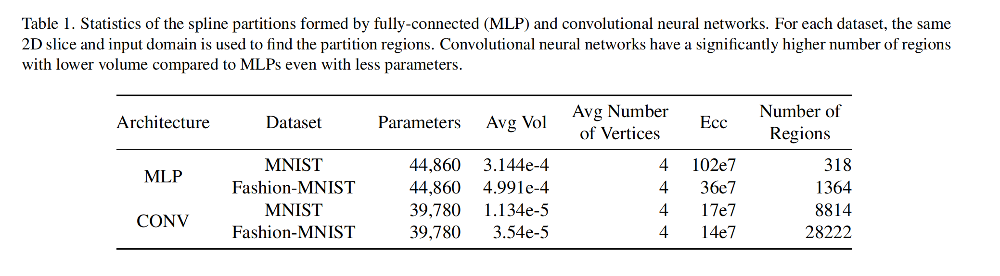 Table 1. Statistics of the spline partitions formed by fully-connected (MLP) and convolutional neural networks. For each dataset, the same
2D slice and input domain is used to find the partition regions. Convolutional neural networks have a significantly higher number of regions
with lower volume compared to MLPs even with less parameters.
Architecture Dataset Parameters Avg Vol Avg Number of Vertices Ecc Number of Regions
MLP MNIST 44,860 3.144e-4 4 102e7 318
Fashion-MNIST 44,860 4.991e-4 4 36e7 1364
CONV MNIST 39,780 1.134e-5 4 17e7 8814
Fashion-MNIST 39,780 3.54e-5 4 14e7 28222